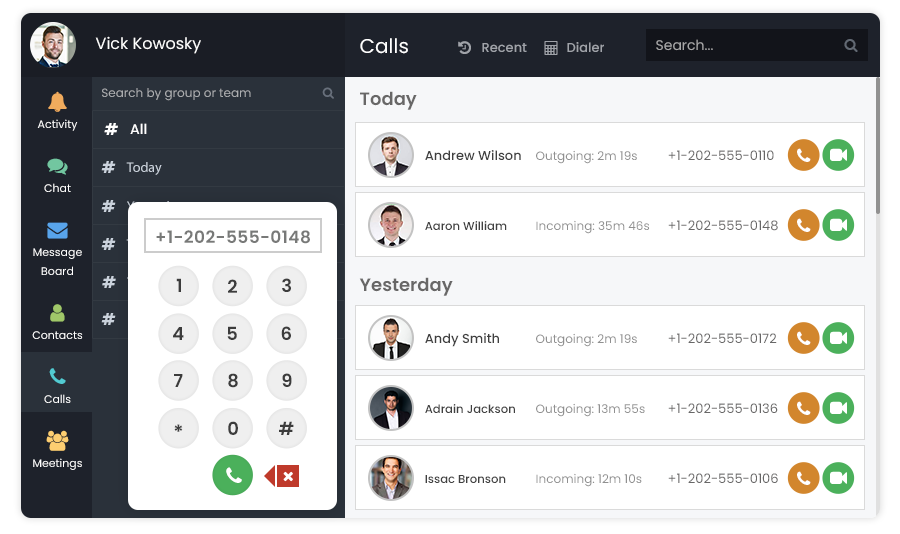 Vick Kowosky
Calls
Recent
Dialer
Search...
Activity
Chat
Message
Board
Contacts
Calls
Meetings
Search by group or team
# All
# Today
#
#
#
#
+1-202-555-0148
1 2 3
4 5 6
7 8 9
* 0 #
Today
Andrew Wilson Outgoing: 2m 19s +1-202-555-0110
Aaron William Incoming: 35m 46s +1-202-555-0148
Yesterday
Andy Smith Outgoing: 2m 19s +1-202-555-0172
Adrain Jackson Outgoing: 13m 55s +1-202-555-0136
Issac Bronson Incoming: 12m 10s +1-202-555-0106